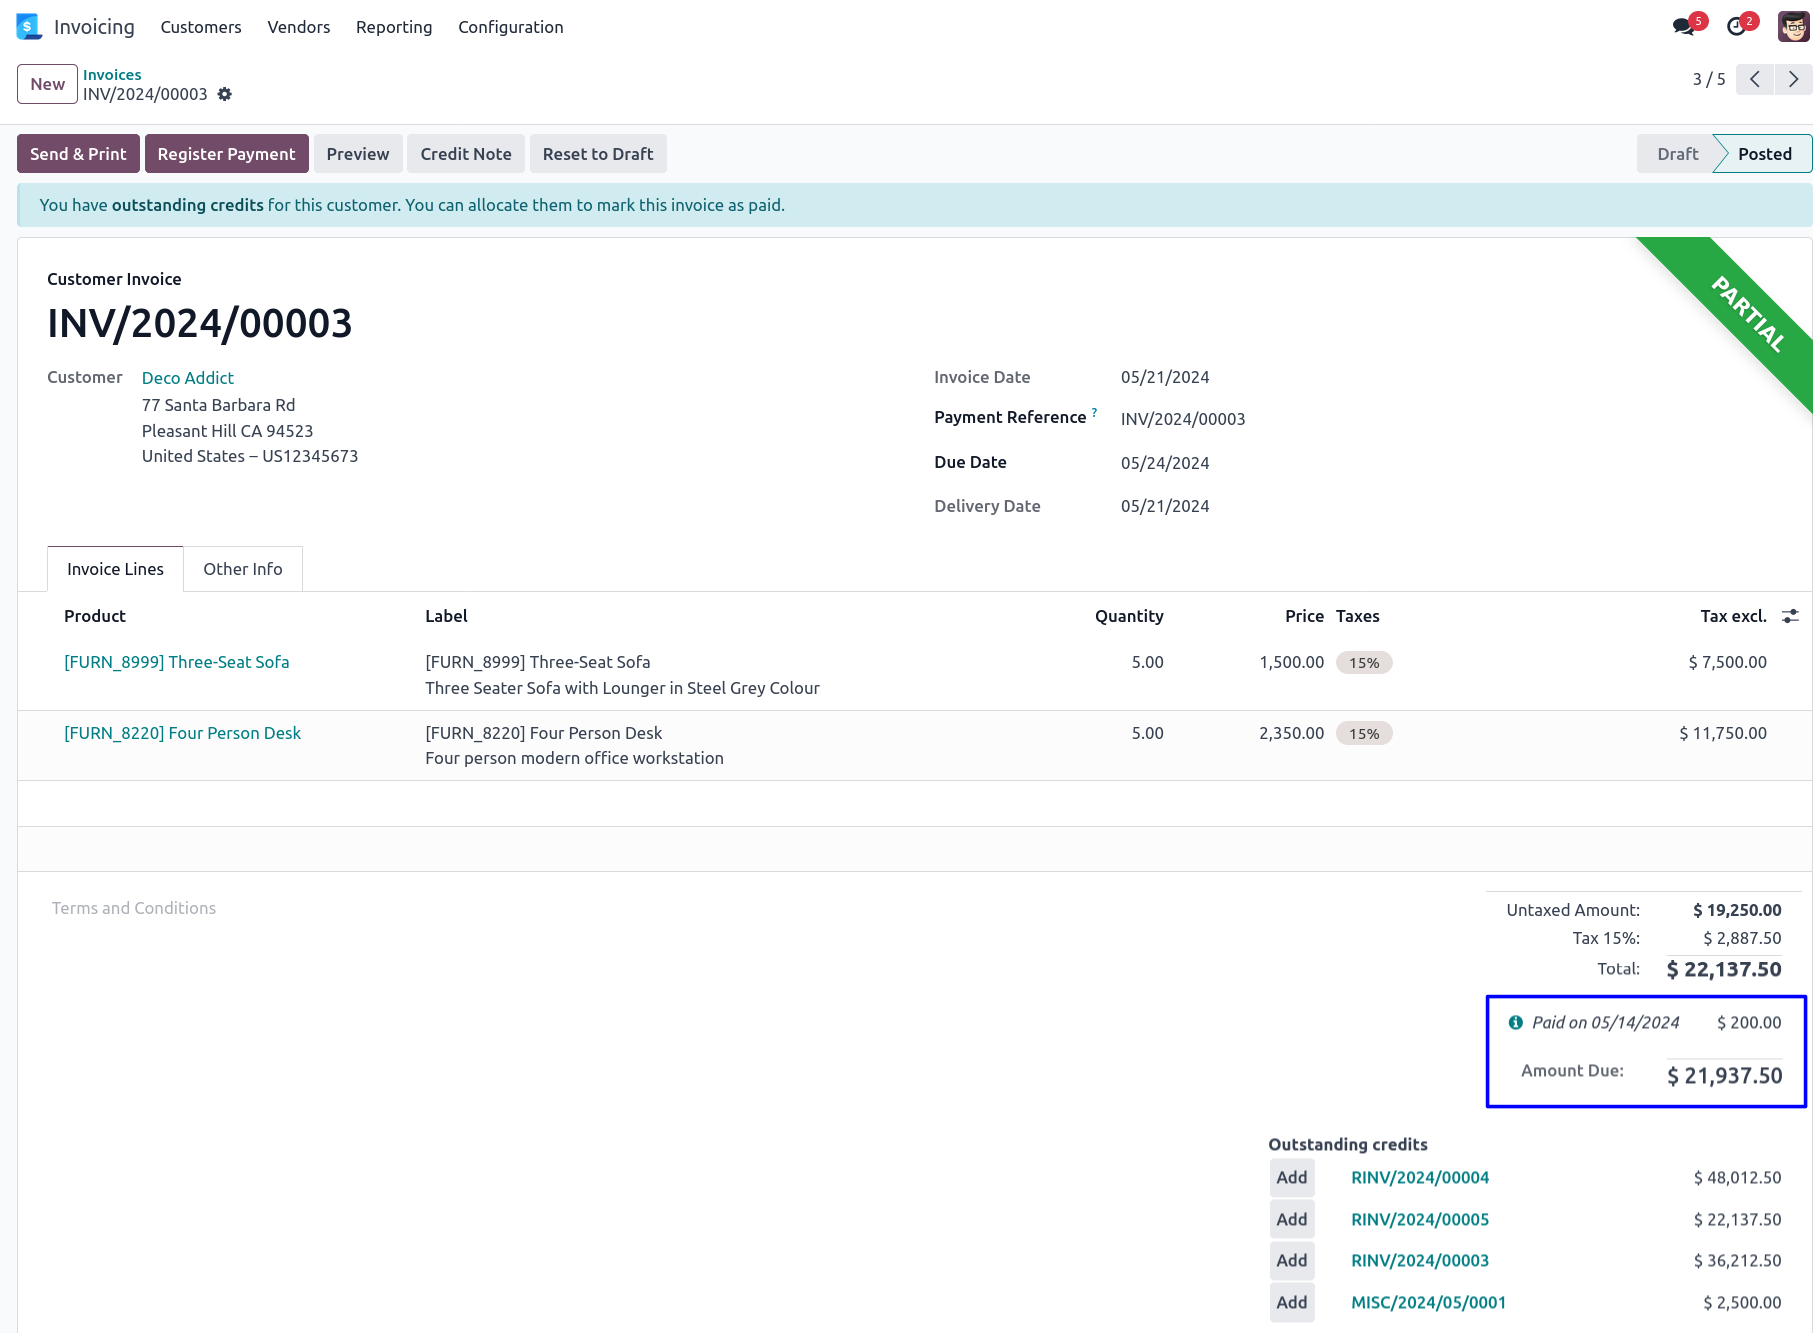 Invoicing Customers Vendors Reporting Configuration 5 2
New Invoices 3 / 5
INV/2024/00003
Send & Print Register Payment Preview Credit Note Reset to Draft Draft Posted
You have outstanding credits for this customer. You can allocate them to mark this invoice as paid.
PARTIAL
Customer Invoice
INV/2024/00003
Customer Deco Addict
77 Santa Barbara Rd
Pleasant Hill CA 94523
United States – US12345673
Invoice Date 05/21/2024
Payment Reference ? INV/2024/00003
Due Date 05/24/2024
Delivery Date 05/21/2024
Invoice Lines Other Info
Product Label Quantity Price Taxes Tax excl.
[FURN_8999] Three-Seat Sofa [FURN_8999] Three-Seat Sofa 5.00 1,500.00 15% $ 7,500.00
Three Seater Sofa with Lounger in Steel Grey Colour
[FURN_8220] Four Person Desk [FURN_8220] Four Person Desk 5.00 2,350.00 15% $ 11,750.00
Four person modern office workstation
Terms and Conditions
Untaxed Amount: $ 19,250.00
Tax 15%: $ 2,887.50
Total: $ 22,137.50
Paid on 05/14/2024 $ 200.00
Amount Due: $ 21,937.50
Outstanding credits
Add RINV/2024/00004 $ 48,012.50
Add RINV/2024/00005 $ 22,137.50
Add RINV/2024/00003 $ 36,212.50
Add MISC/2024/05/0001 $ 2,500.00